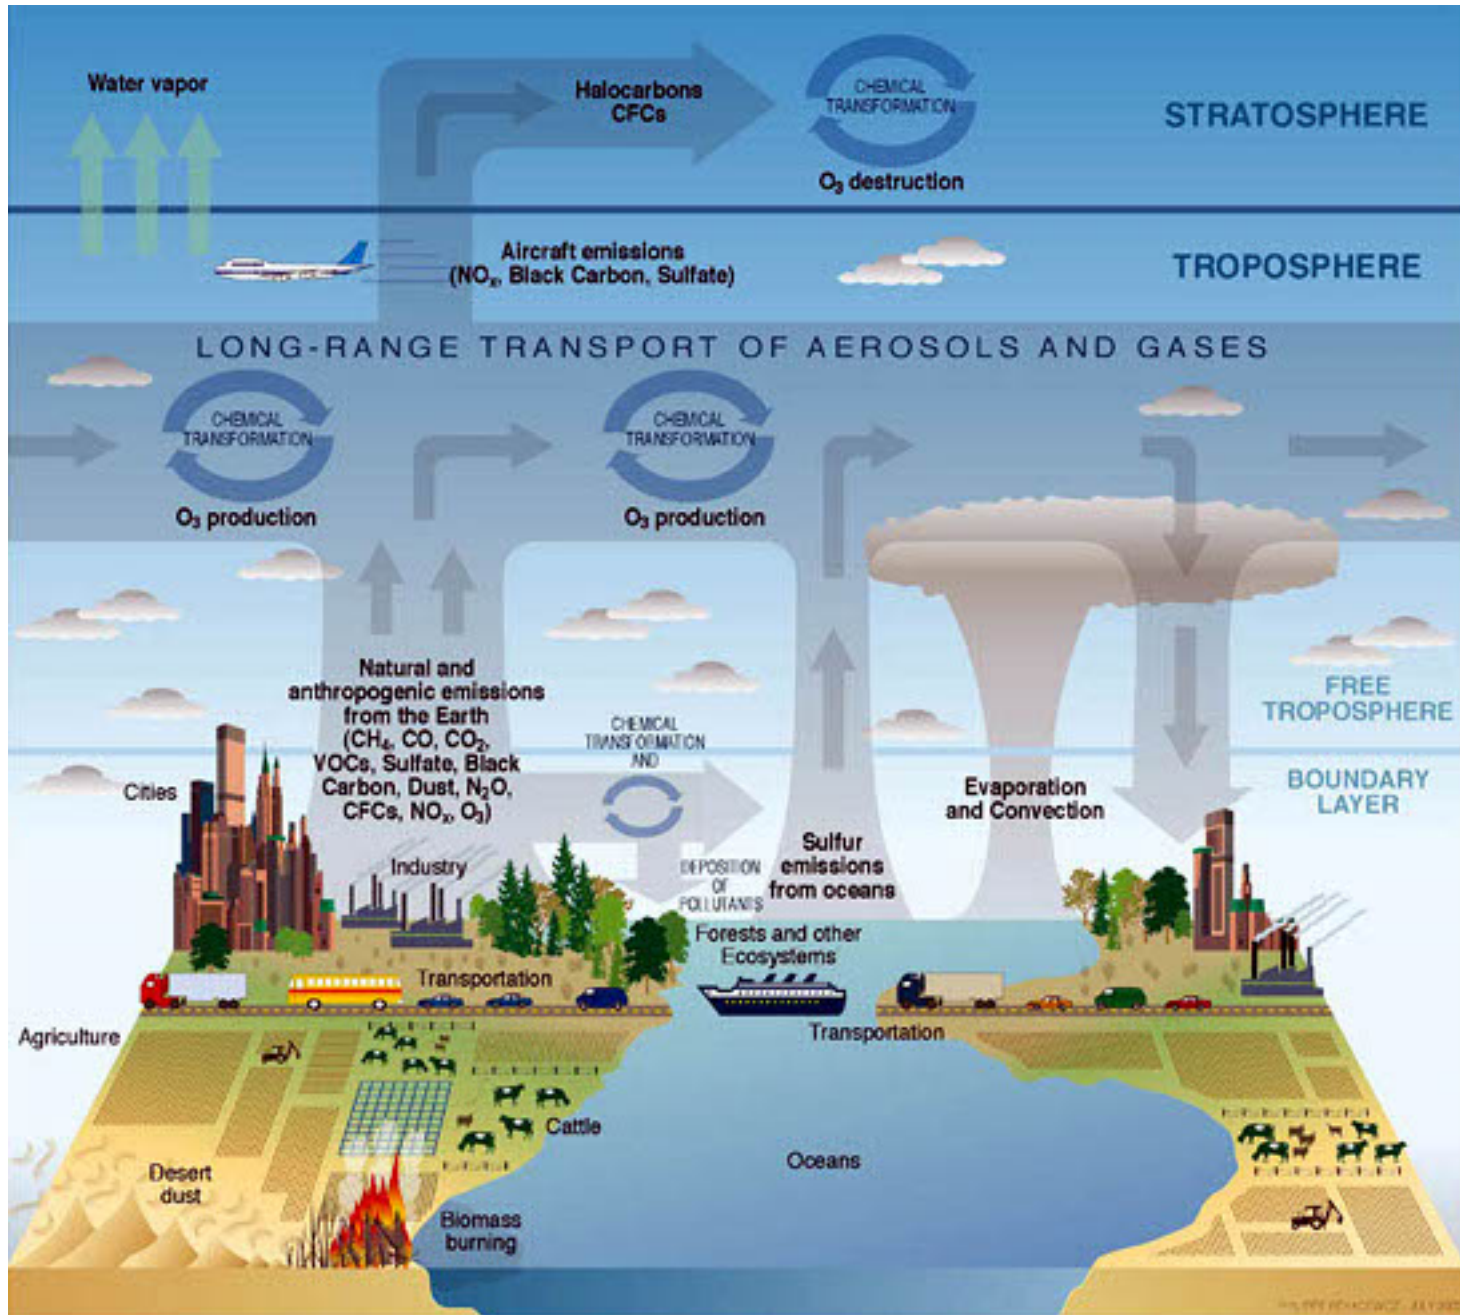 Water vapor
Halocarbons
CFCs
CHEMICAL
TRANSFORMATION
O₃ destruction
STRATOSPHERE
Aircraft emissions
(NOₓ, Black Carbon, Sulfate)
TROPOSPHERE
LONG-RANGE TRANSPORT OF AEROSOLS AND GASES
CHEMICAL
TRANSFORMATION
O₃ production
CHEMICAL
TRANSFORMATION
O₃ production
Natural and
anthropogenic emissions
from the Earth
(CH₄, CO, CO₂,
VOCs, Sulfate, Black
Carbon, Dust, N₂O,
CFCs, NOₓ, O₃)
CHEMICAL
TRANSFORMATION
AND
DEPOSITION
OF
POLLUTANTS
FREE
TROPOSPHERE
BOUNDARY
LAYER
Cities
Industry
Sulfur
emissions
from oceans
Evaporation
and Convection
Forests and other
Ecosystems
Transportation
Transportation
Agriculture
Cattle
Oceans
Desert
dust
Biomass
burning